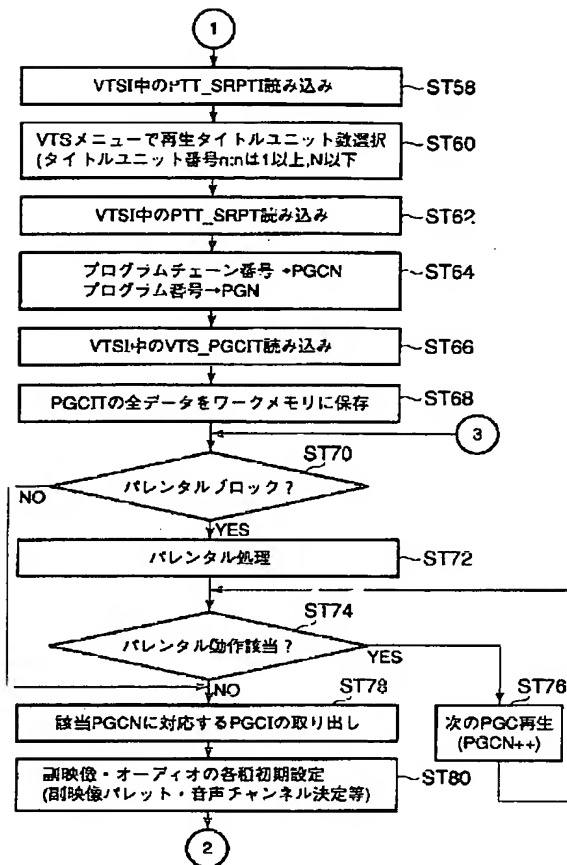 1
VTSI中のPTT_SRPTI読み込み
ST58
VTSメニューで再生タイトルユニット数選択
(タイトルユニット番号n:nは1以上,N以下
ST60
VTSI中のPTT_SRPT読み込み
ST62
プログラムチェーン番号→PGCN
プログラム番号→PGN
ST64
VTSI中のVTS_PGCIT読み込み
ST66
PGCITの全データをワークメモリに保存
ST68
3
ST70
パレンタルブロック?
NO
YES
パレンタル処理
ST72
ST74
パレンタル動作該当?
YES
NO
ST78
ST76
該当PGCNに対応するPGCIの取り出し
次のPGC再生
(PGCN++)
副映像・オーディオの各種初期設定
(副映像パレット・音声チャンネル決定等)
ST80
2